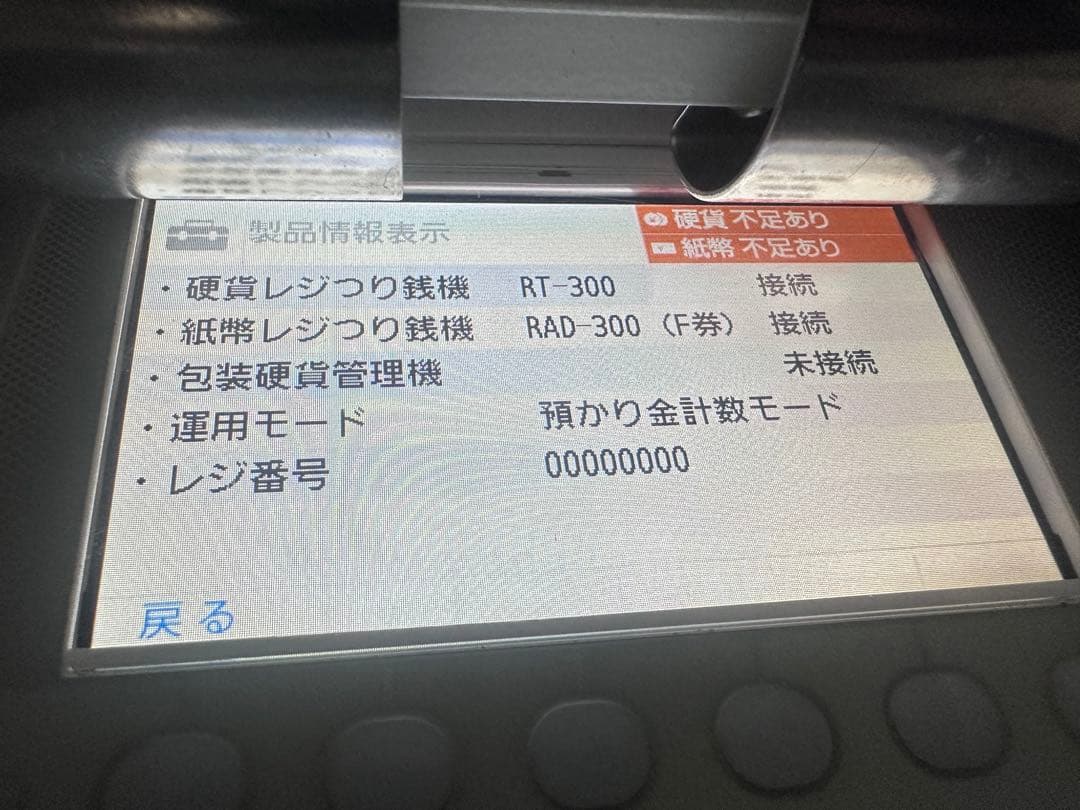 製品情報表示
硬貨 不足あり
紙幣 不足あり
・硬貨レジつり銭機 RT-300 接続
・紙幣レジつり銭機 RAD-300 (F券) 接続
・包装硬貨管理機 未接続
・運用モード 預かり金計数モード
・レジ番号 00000000
戻る